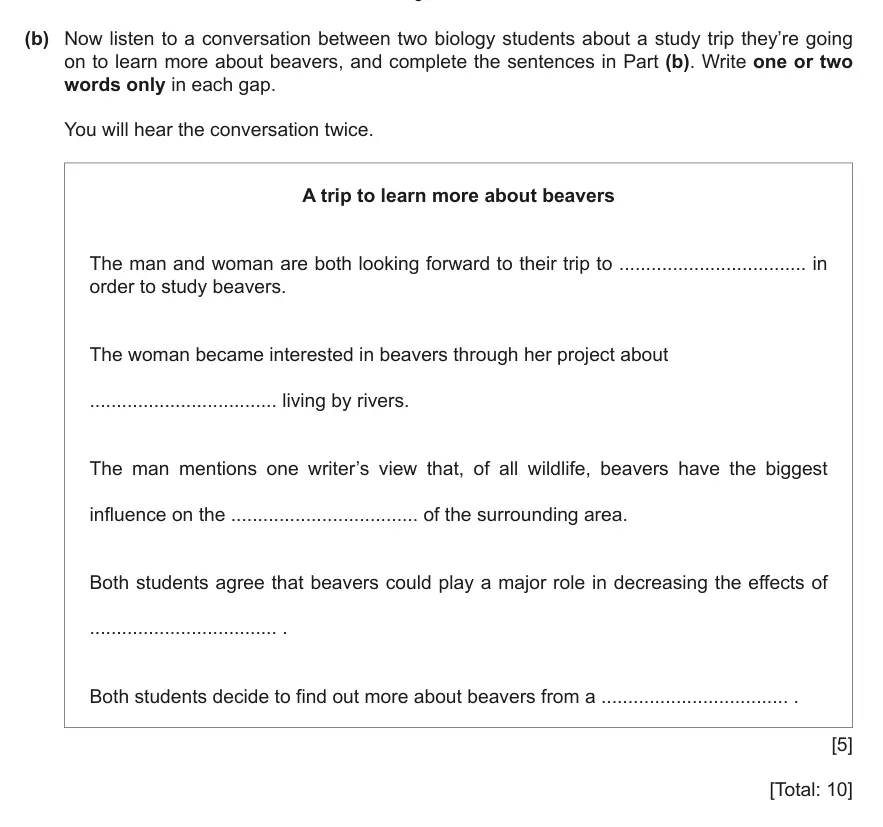 (b) Now listen to a conversation between two biology students about a study trip they're going
on to learn more about beavers, and complete the sentences in Part (b). Write one or two
words only in each gap.
You will hear the conversation twice.
A trip to learn more about beavers
The man and woman are both looking forward to their trip to ................................... in
order to study beavers.
The woman became interested in beavers through her project about
................................... living by rivers.
The man mentions one writer's view that, of all wildlife, beavers have the biggest
influence on the ................................... of the surrounding area.
Both students agree that beavers could play a major role in decreasing the effects of
................................... .
Both students decide to find out more about beavers from a ................................... .
[5]
[Total: 10]